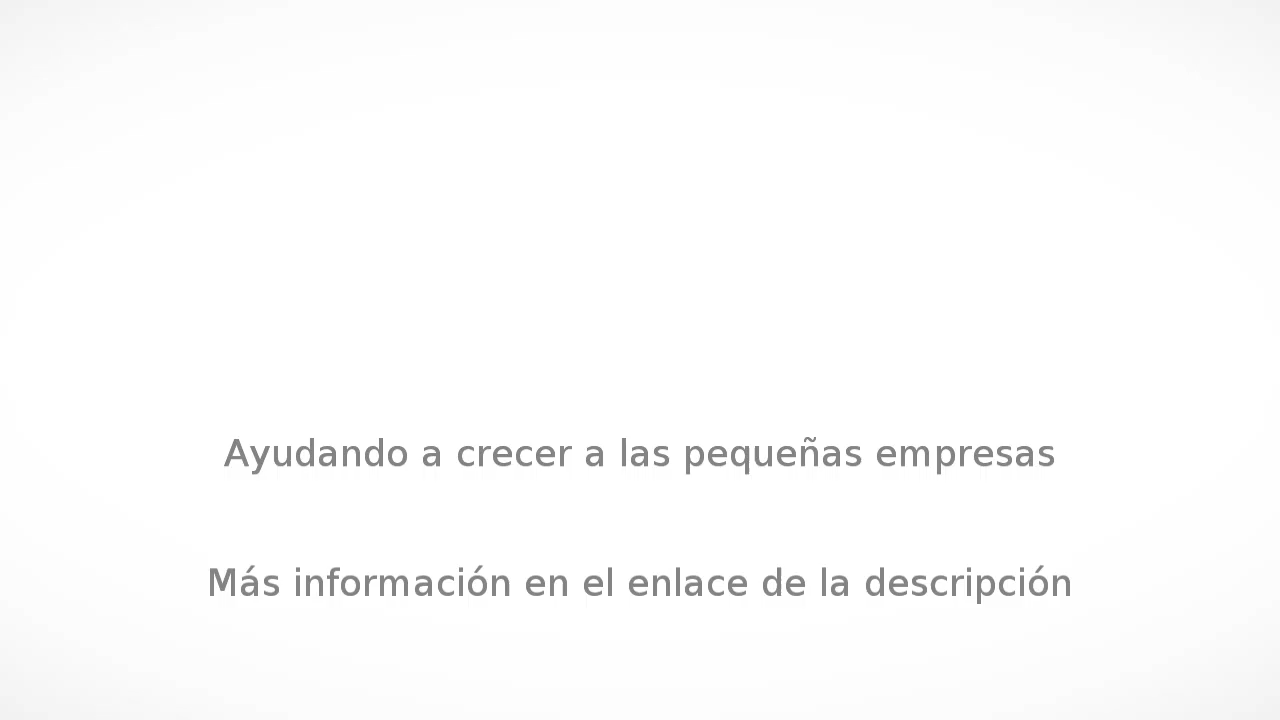 Ayudando a crecer a las pequeñas empresas
Más información en el enlace de la descripción